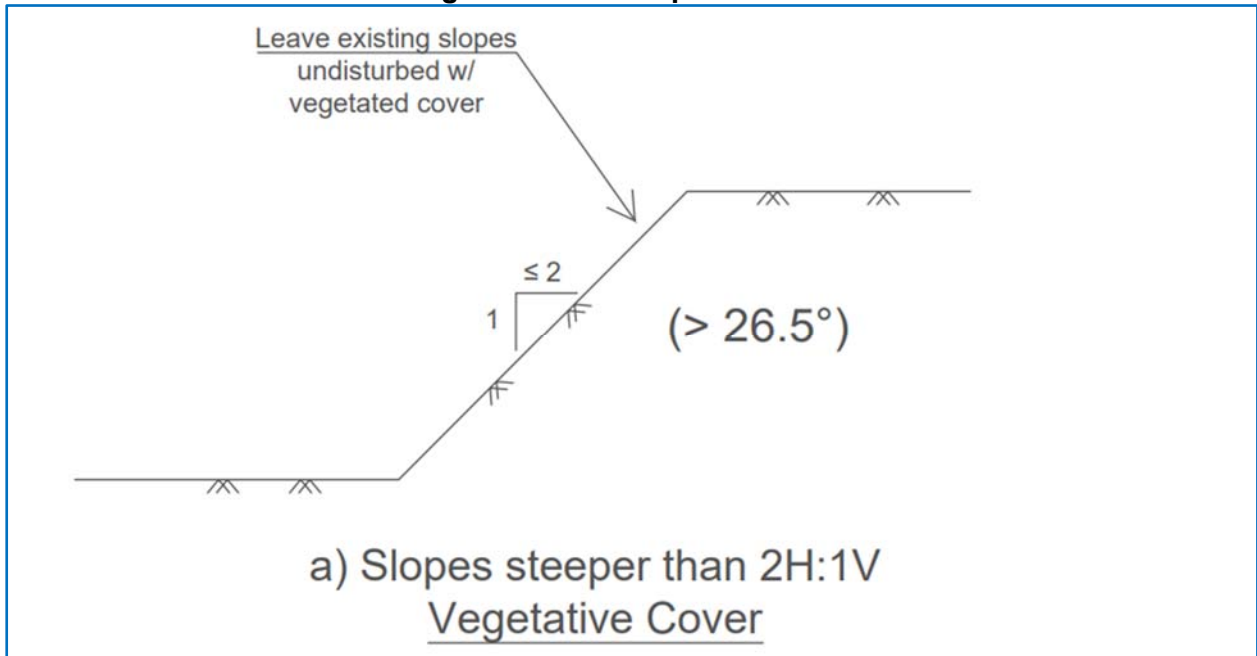 Leave existing slopes
undisturbed w/
vegetated cover
≤ 2
1
(> 26.5°)
a) Slopes steeper than 2H:1V
Vegetative Cover